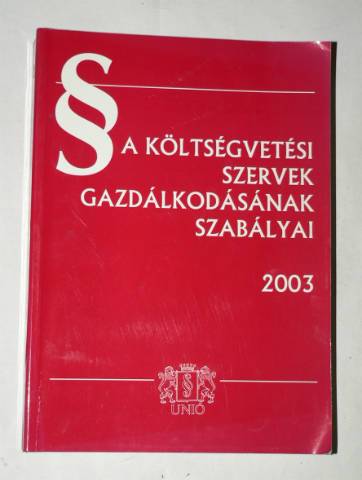 §
A KÖLTSÉGVETÉSI
SZERVEK
GAZDÁLKODÁSÁNAK
SZABÁLYAI
2003
§
UNIÓ